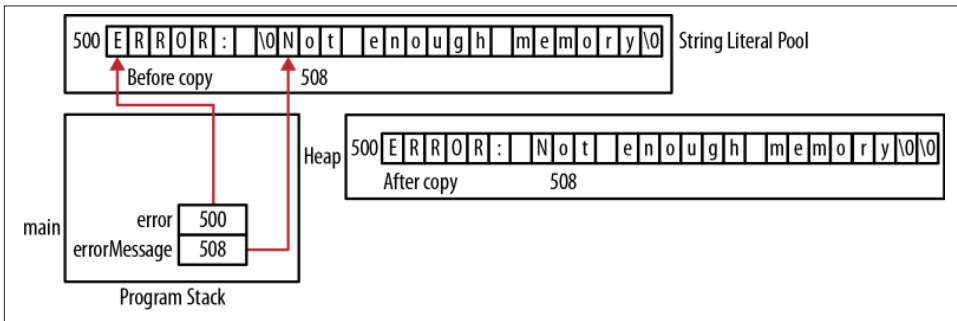 500 E R R O R : \0 N o t e n o u g h m e m o r y \0 String Literal Pool
Before copy 508
Heap 500 E R R O R : N o t e n o u g h m e m o r y \0 \0
After copy 508
main
error 500
errorMessage 508
Program Stack